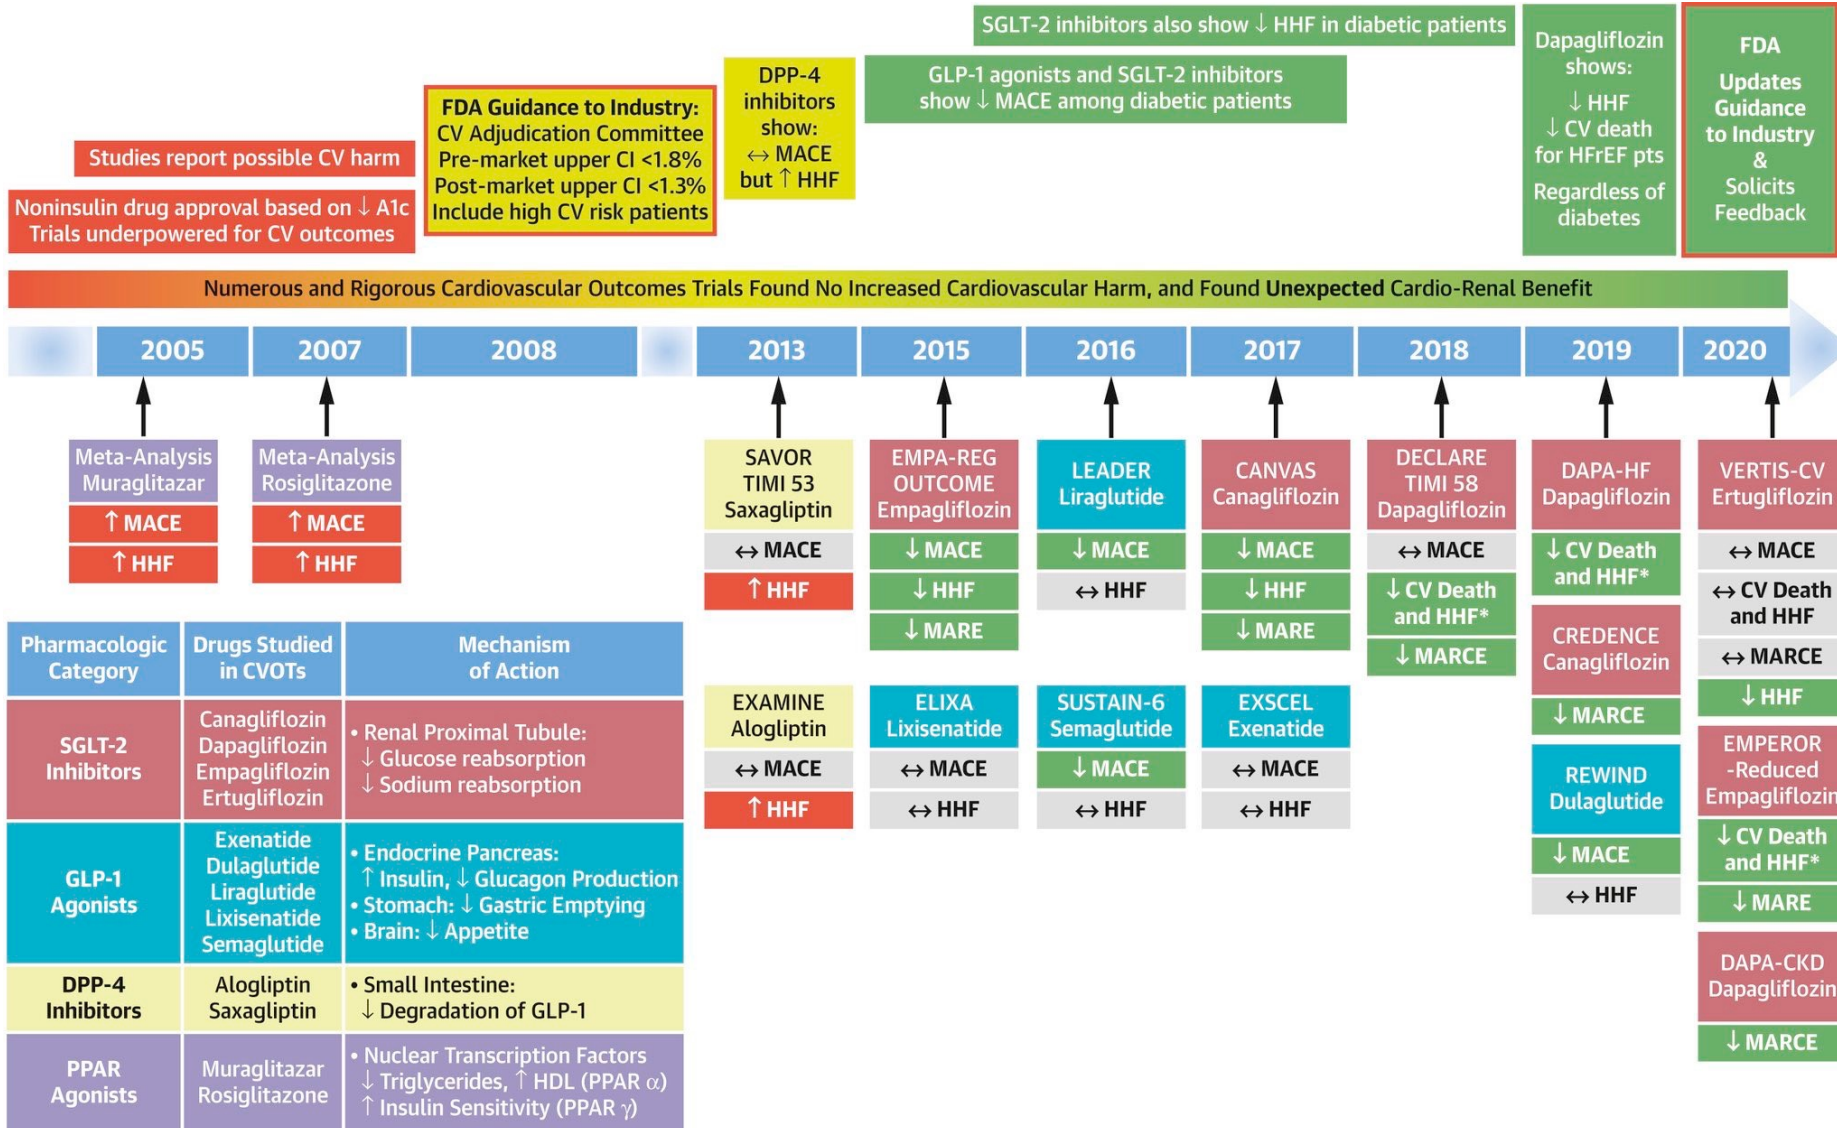 SGLT-2 inhibitors also show ↓ HHF in diabetic patients
GLP-1 agonists and SGLT-2 inhibitors
show ↓ MACE among diabetic patients
DPP-4
inhibitors
show:
↔ MACE
but ↑ HHF
Dapagliflozin
shows:
↓ HHF
↓ CV death
for HFrEF pts
Regardless of
diabetes
FDA
Updates
Guidance
to Industry
&
Solicits
Feedback
FDA Guidance to Industry:
CV Adjudication Committee
Pre-market upper CI <1.8%
Post-market upper CI <1.3%
Include high CV risk patients
Studies report possible CV harm
Noninsulin drug approval based on ↓ A1c
Trials underpowered for CV outcomes
Numerous and Rigorous Cardiovascular Outcomes Trials Found No Increased Cardiovascular Harm, and Found Unexpected Cardio-Renal Benefit
2005
2007
2008
2013
2015
2016
2017
2018
2019
2020
Meta-Analysis
Muraglitazar
↑ MACE
↑ HHF
Meta-Analysis
Rosiglitazone
↑ MACE
↑ HHF
SAVOR
TIMI 53
Saxagliptin
↔ MACE
↑ HHF
EXAMINE
Alogliptin
↔ MACE
↑ HHF
EMPA-REG
OUTCOME
Empagliflozin
↓ MACE
↓ HHF
↓ MARE
ELIXA
Lixisenatide
↔ MACE
↔ HHF
LEADER
Liraglutide
↓ MACE
↔ HHF
SUSTAIN-6
Semaglutide
↓ MACE
↔ HHF
CANVAS
Canagliflozin
↓ MACE
↓ HHF
↓ MARE
EXSCEL
Exenatide
↔ MACE
↔ HHF
DECLARE
TIMI 58
Dapagliflozin
↔ MACE
↓ CV Death
and HHF*
↓ MARCE
DAPA-HF
Dapagliflozin
↓ CV Death
and HHF*
CREDENCE
Canagliflozin
↓ MARCE
REWIND
Dulaglutide
↓ MACE
↔ HHF
VERTIS-CV
Ertugliflozin
↔ MACE
↔ CV Death
and HHF
↔ MARCE
↓ HHF
EMPEROR
-Reduced
Empagliflozin
↓ CV Death
and HHF*
↓ MARE
DAPA-CKD
Dapagliflozin
↓ MARCE
Pharmacologic
Category
Drugs Studied
in CVOTs
Mechanism
of Action
SGLT-2
Inhibitors
Canagliflozin
Dapagliflozin
Empagliflozin
Ertugliflozin
• Renal Proximal Tubule:
↓ Glucose reabsorption
↓ Sodium reabsorption
GLP-1
Agonists
Exenatide
Dulaglutide
Liraglutide
Lixisenatide
Semaglutide
• Endocrine Pancreas:
↑ Insulin, ↓ Glucagon Production
• Stomach: ↓ Gastric Emptying
• Brain: ↓ Appetite
DPP-4
Inhibitors
Alogliptin
Saxagliptin
• Small Intestine:
↓ Degradation of GLP-1
PPAR
Agonists
Muraglitazar
Rosiglitazone
• Nuclear Transcription Factors
↓ Triglycerides, ↑ HDL (PPAR α)
↑ Insulin Sensitivity (PPAR γ)